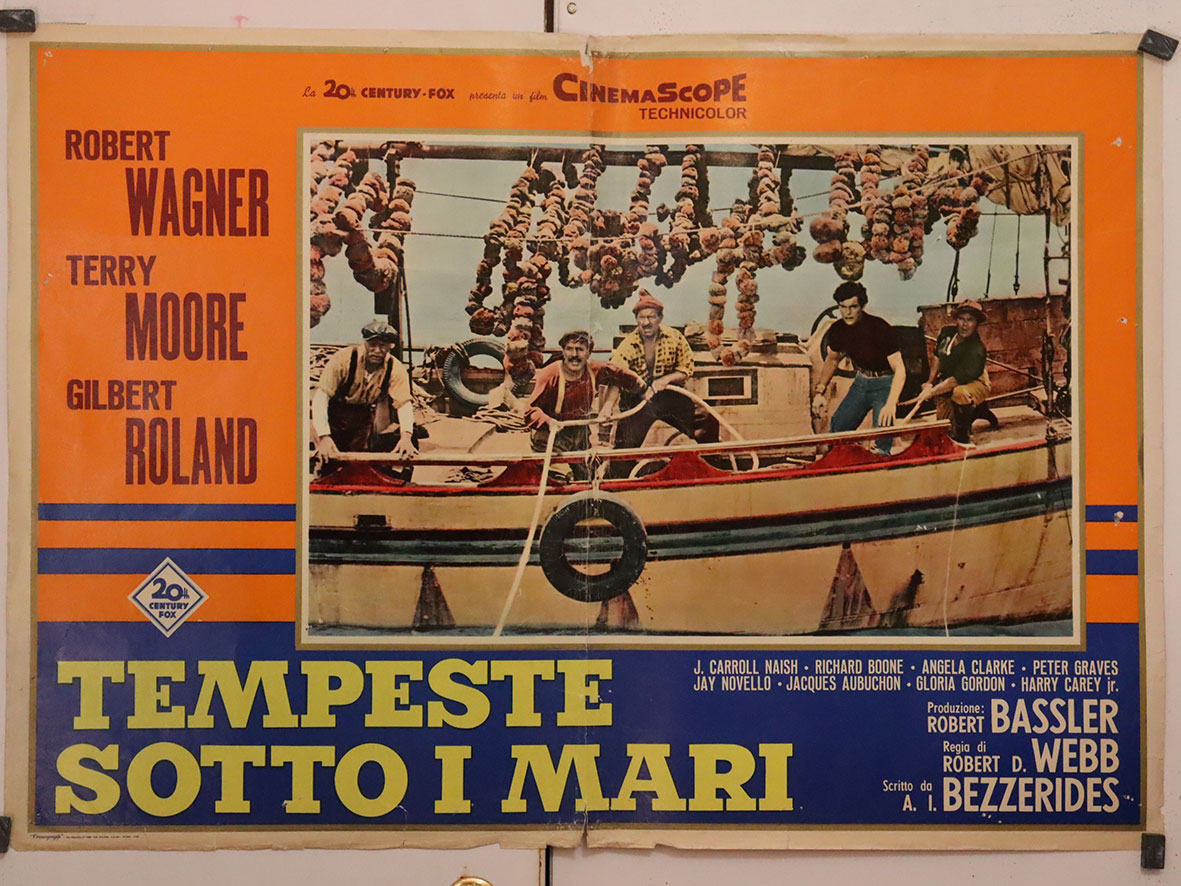 La 20th CENTURY-FOX presenta un film CINEMASCOPE
TECHNICOLOR
ROBERT
WAGNER
TERRY
MOORE
GILBERT
ROLAND
20th
CENTURY
FOX
TEMPESTE
SOTTO I MARI
J. CARROLL NAISH • RICHARD BOONE • ANGELA CLARKE • PETER GRAVES
JAY NOVELLO • JACQUES AUBUCHON • GLORIA GORDON • HARRY CAREY jr.
Produzione:
ROBERT BASSLER
Regia di
ROBERT D. WEBB
Scritto da
A. I. BEZZERIDES